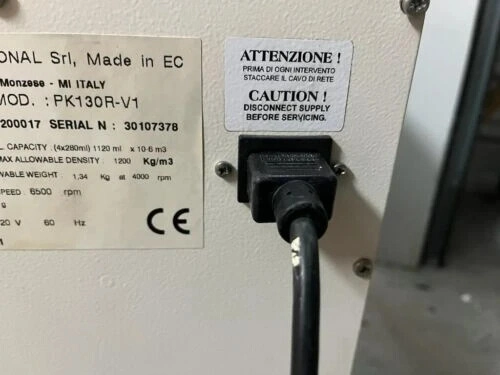 ONAL Srl, Made in EC
Monzese - MI ITALY
MOD. : PK130R-V1
200017 SERIAL N : 30107378
L CAPACITY : (4x280ml) 1120 ml x 10-6 m3
MAX ALLOWABLE DENSITY : 1200 Kg/m3
WABLE WEIGHT : 1,34 Kg at 4000 rpm
SPEED : 6500 rpm
g
20 V 60 Hz
CE
ATTENZIONE !
PRIMA DI OGNI INTERVENTO
STACCARE IL CAVO DI RETE
CAUTION !
DISCONNECT SUPPLY
BEFORE SERVICING.